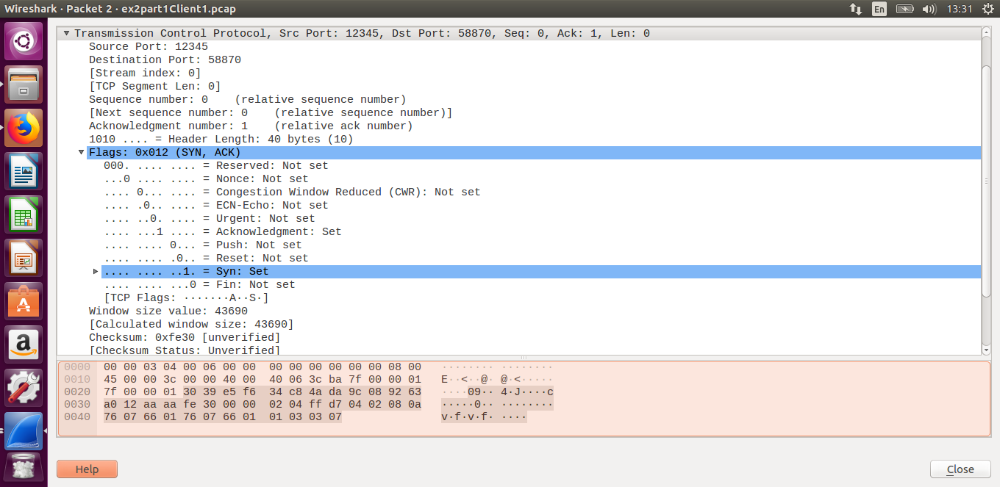 Wireshark · Packet 2 · ex2part1Client1.pcap
En
13:31
Transmission Control Protocol, Src Port: 12345, Dst Port: 58870, Seq: 0, Ack: 1, Len: 0
Source Port: 12345
Destination Port: 58870
[Stream index: 0]
[TCP Segment Len: 0]
Sequence number: 0    (relative sequence number)
[Next sequence number: 0    (relative sequence number)]
Acknowledgment number: 1    (relative ack number)
1010 .... = Header Length: 40 bytes (10)
Flags: 0x012 (SYN, ACK)
000. .... .... = Reserved: Not set
...0 .... .... = Nonce: Not set
.... 0... .... = Congestion Window Reduced (CWR): Not set
.... .0.. .... = ECN-Echo: Not set
.... ..0. .... = Urgent: Not set
.... ...1 .... = Acknowledgment: Set
.... .... 0... = Push: Not set
.... .... .0.. = Reset: Not set
.... .... ..1. = Syn: Set
.... .... ...0 = Fin: Not set
[TCP Flags: ·······A··S·]
Window size value: 43690
[Calculated window size: 43690]
Checksum: 0xfe30 [unverified]
[Checksum Status: Unverified]
0000  00 00 03 04 00 06 00 00  00 00 00 00 00 00 08 00   ········ ········
0010  45 00 00 3c 00 00 40 00  40 06 3c ba 7f 00 00 01   E··<··@· @·<·····
0020  7f 00 00 01 30 39 e5 f6  34 c8 4a da 9c 08 92 63   ····09·· 4·J····c
0030  a0 12 aa aa fe 30 00 00  02 04 ff d7 04 02 08 0a   ·····0·· ········
0040  76 07 66 01 76 07 66 01  01 03 03 07               v·f·v·f· ····
Help
Close